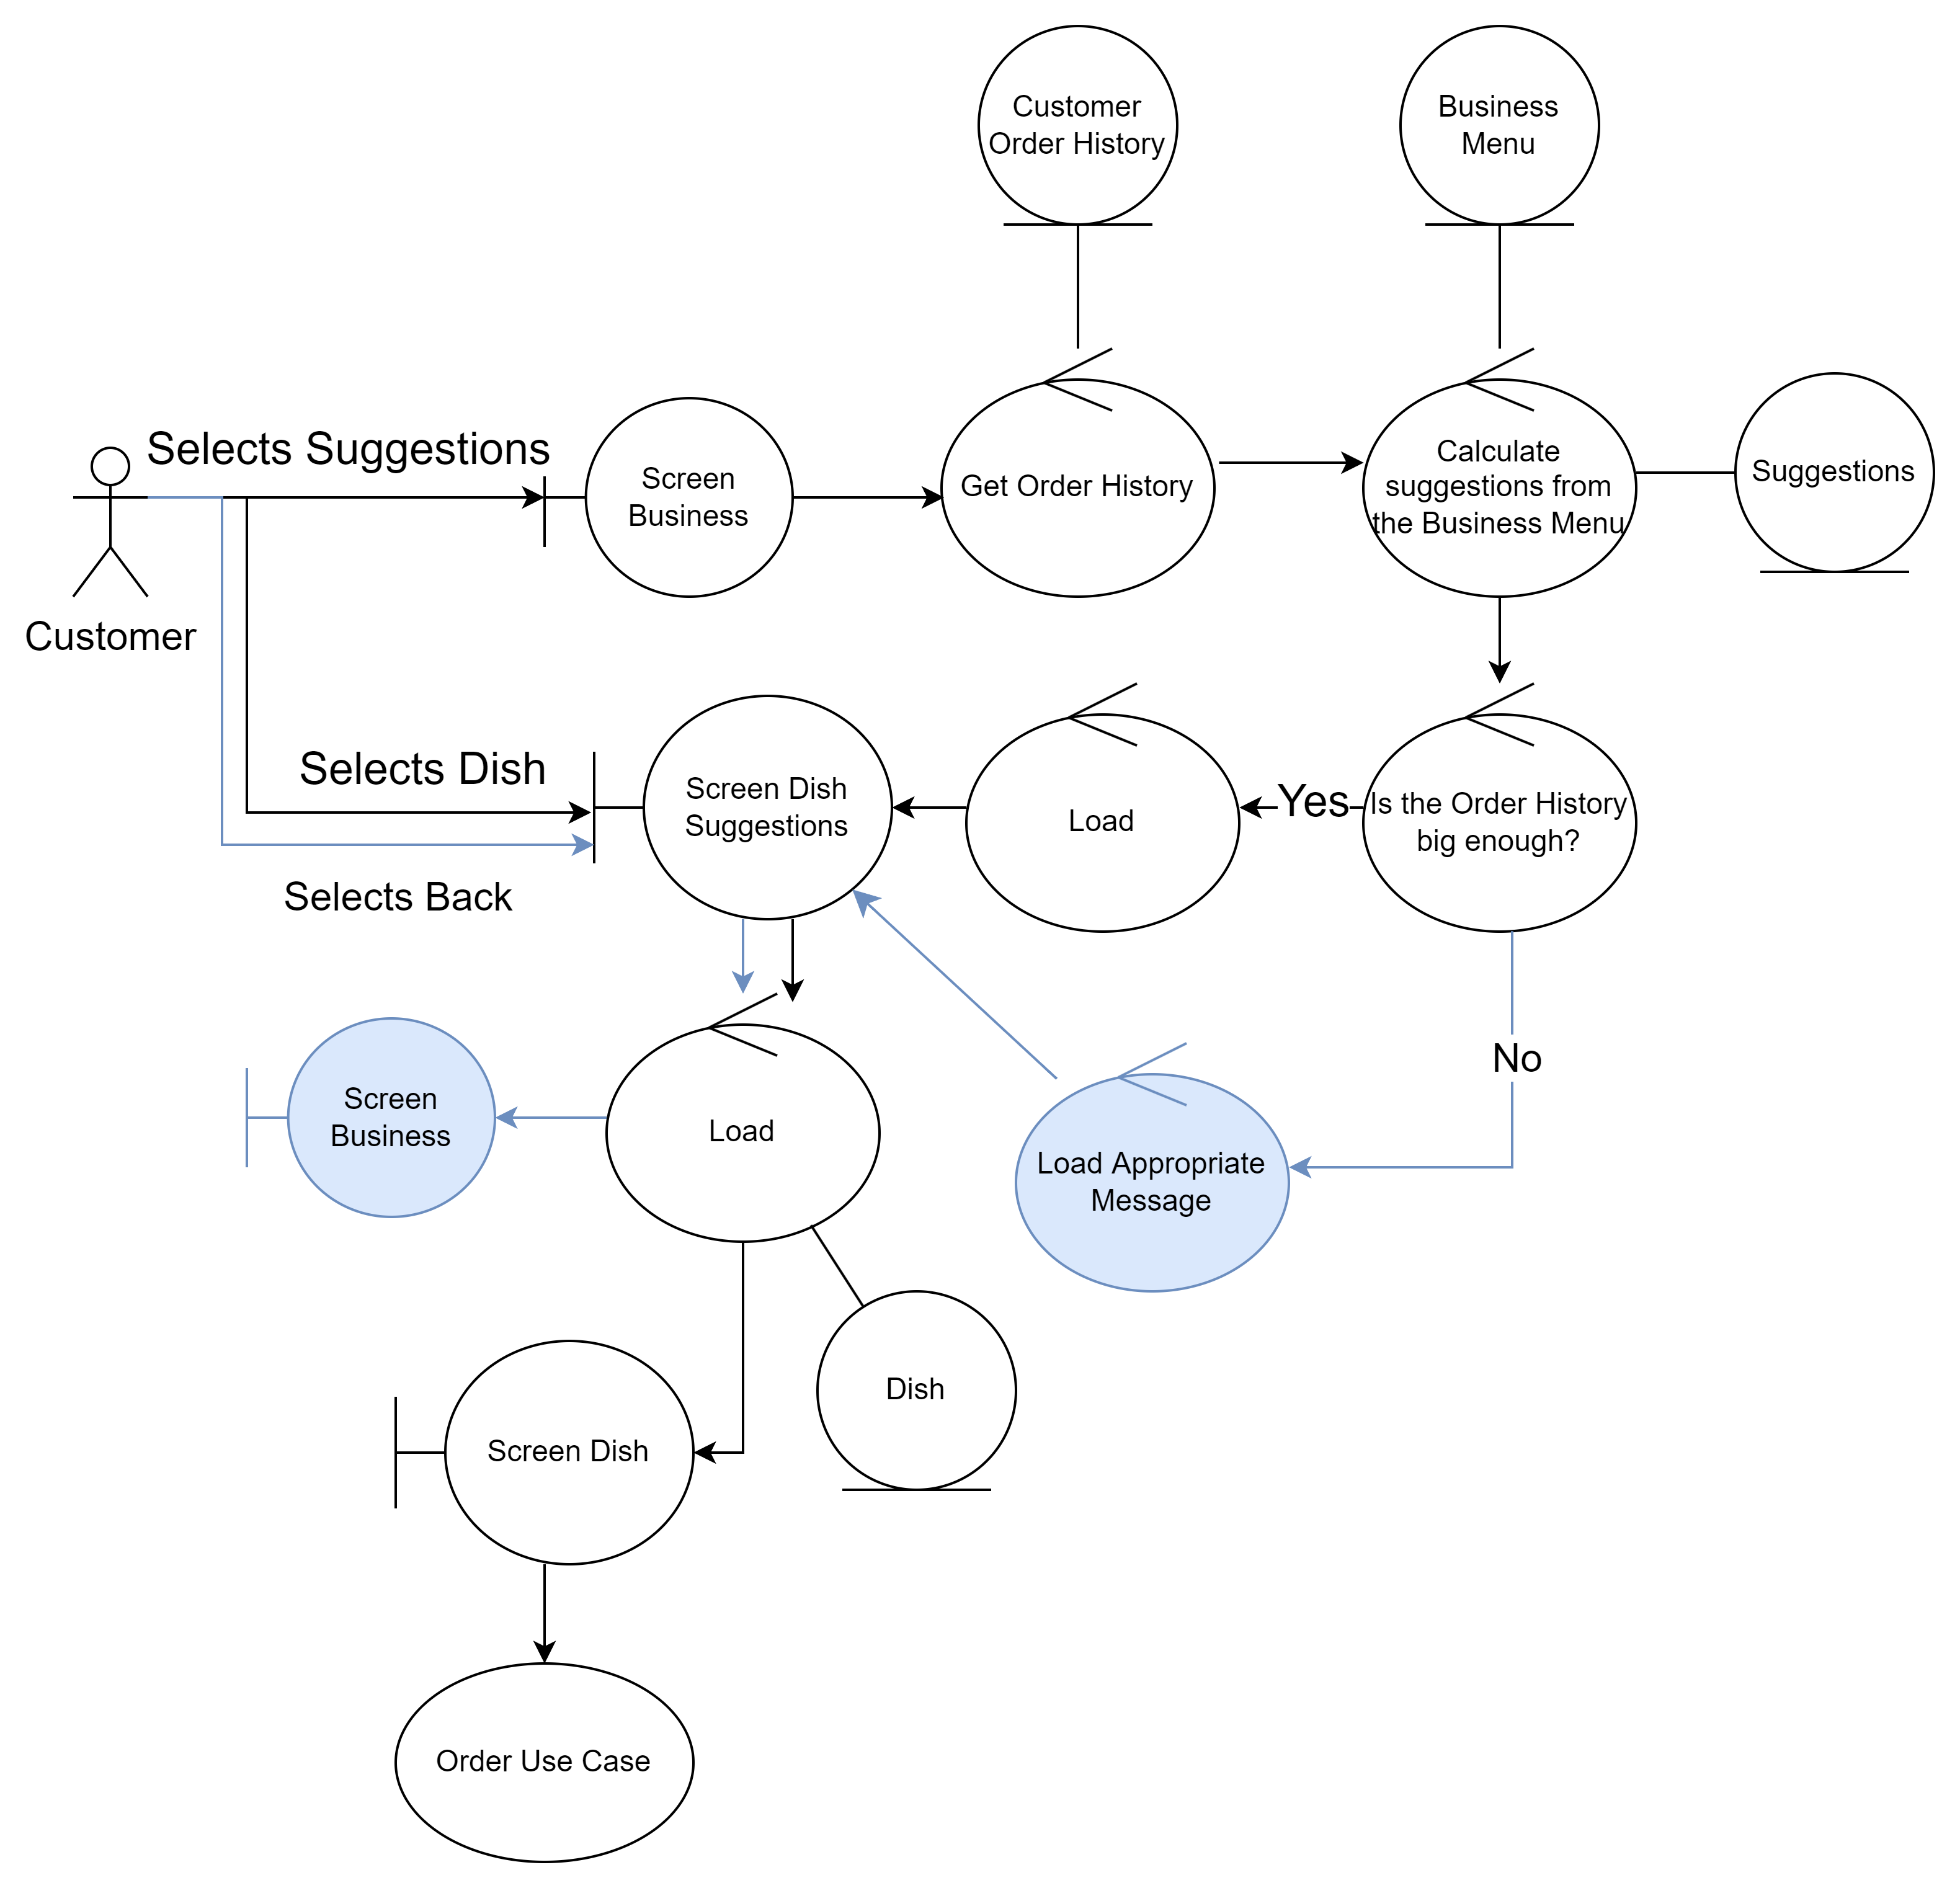 Customer
Order History
Business
Menu
Selects Suggestions
Screen
Business
Get Order History
Calculate
suggestions from
the Business Menu
Suggestions
Customer
Selects Dish
Screen Dish
Suggestions
Load
Yes
Is the Order History
big enough?
Selects Back
No
Screen
Business
Load
Load Appropriate
Message
Dish
Screen Dish
Order Use Case